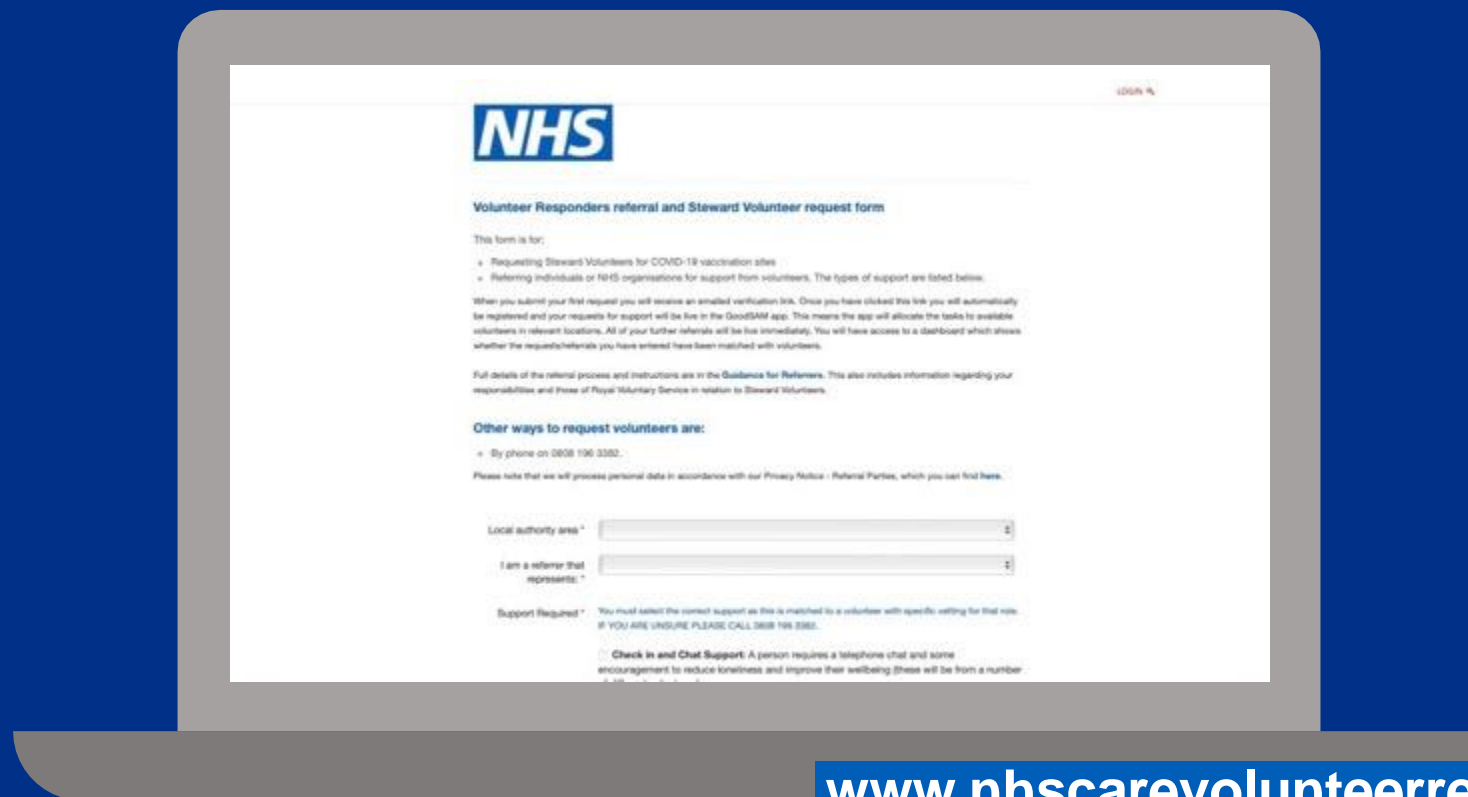 LOGIN
NHS
Volunteer Responders referral and Steward Volunteer request form
This form is for:
Requesting Steward Volunteers for COVID-19 vaccination sites
Referring individuals or NHS organisations for support from volunteers. The types of support are listed below.
When you submit your first request you will receive an emailed verification link. Once you have clicked this link you will automatically
be registered and your requests for support will be live in the GoodSAM app. This means the app will allocate the tasks to available
volunteers in relevant locations. All of your further referrals will be live immediately. You will have access to a dashboard which shows
whether the requests/referrals you have entered have been matched with volunteers.
Full details of the referral process and instructions are in the Guidance for Referrers. This also includes information regarding your
responsibilities and those of Royal Voluntary Service in relation to Steward Volunteers.
Other ways to request volunteers are:
By phone on 0808 196 3382.
Please note that we will process personal data in accordance with our Privacy Notice - Referral Parties, which you can find here.
Local authority area *
I am a referrer that
represents: *
Support Required *
You must select the correct support as this is matched to a volunteer with specific vetting for that role.
IF YOU ARE UNSURE PLEASE CALL 0808 196 3382.
Check in and Chat Support: A person requires a telephone chat and some
encouragement to reduce loneliness and improve their wellbeing (these will be from a number
www.nhscarevolunteerre